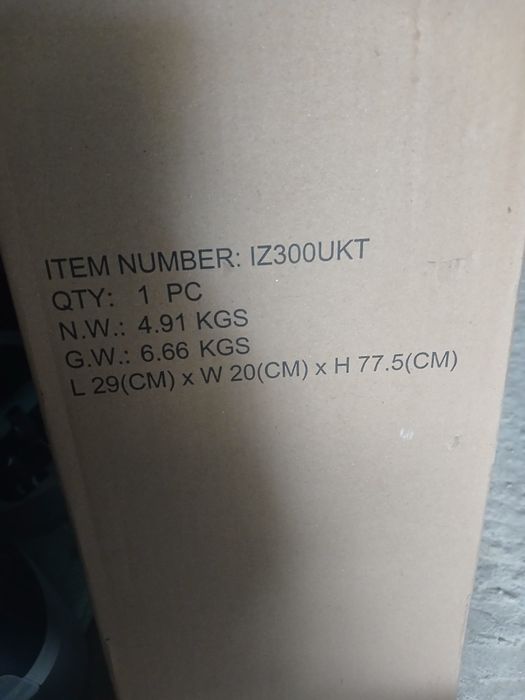 ITEM NUMBER: IZ300UKT
QTY: 1 PC
N.W.: 4.91 KGS
G.W.: 6.66 KGS
L 29(CM) x W 20(CM) x H 77.5(CM)